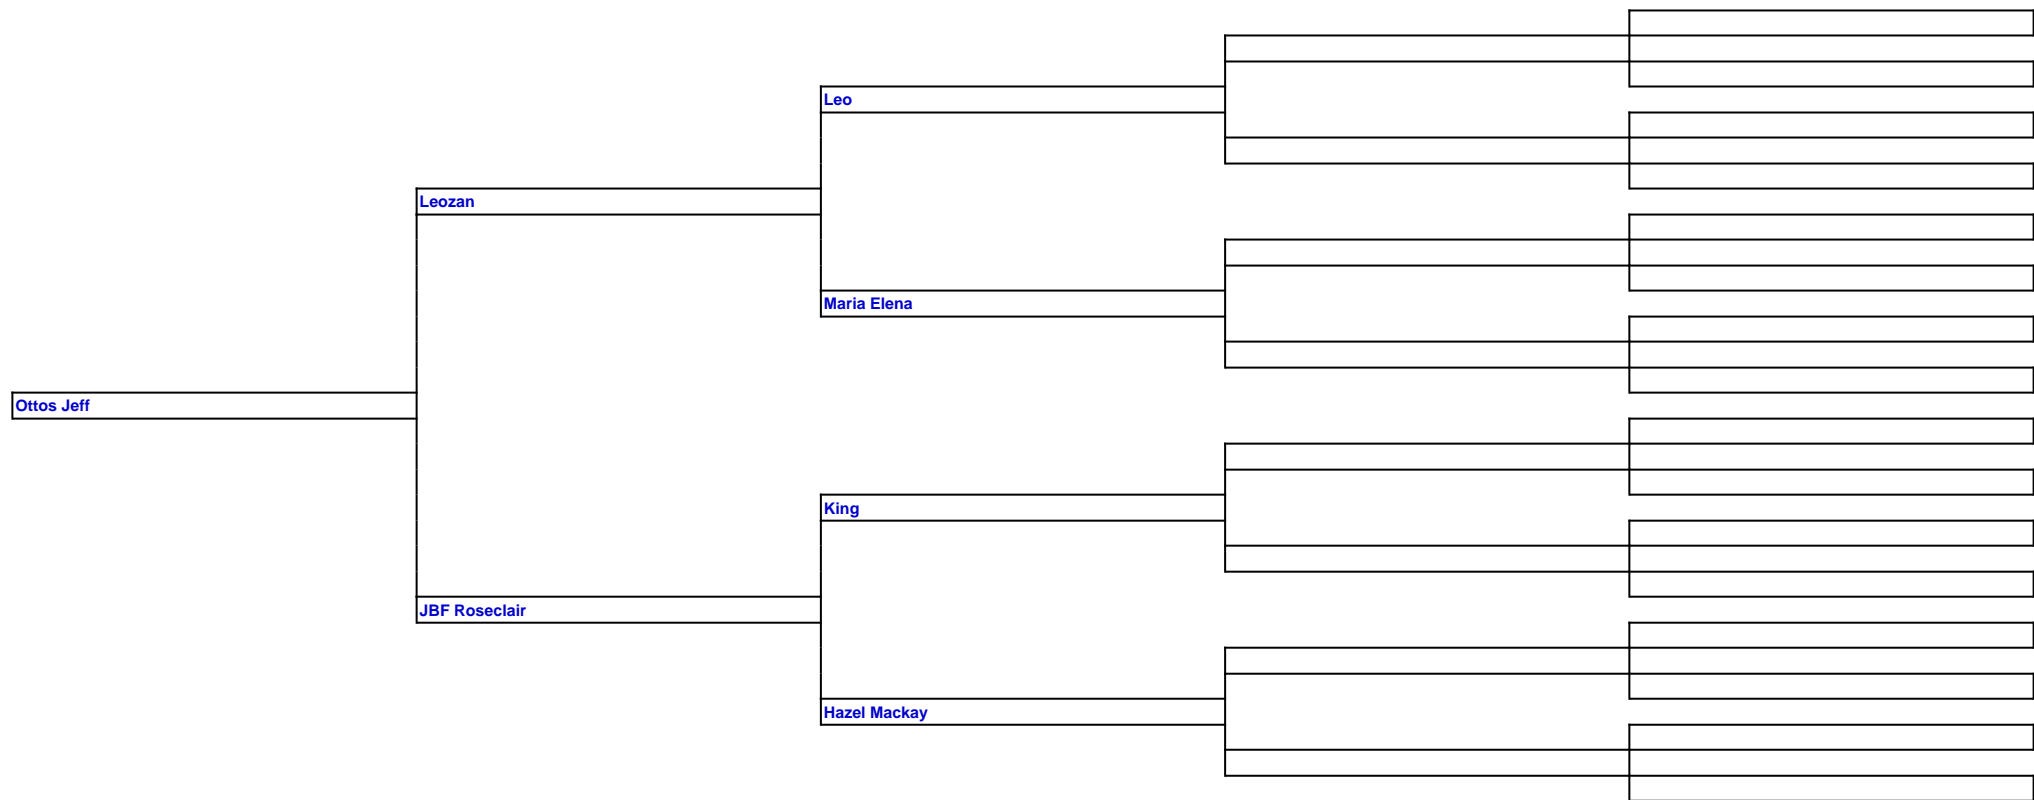 Leo
Leozan
Maria Elena
Ottos Jeff
King
JBF Roseclair
Hazel Mackay